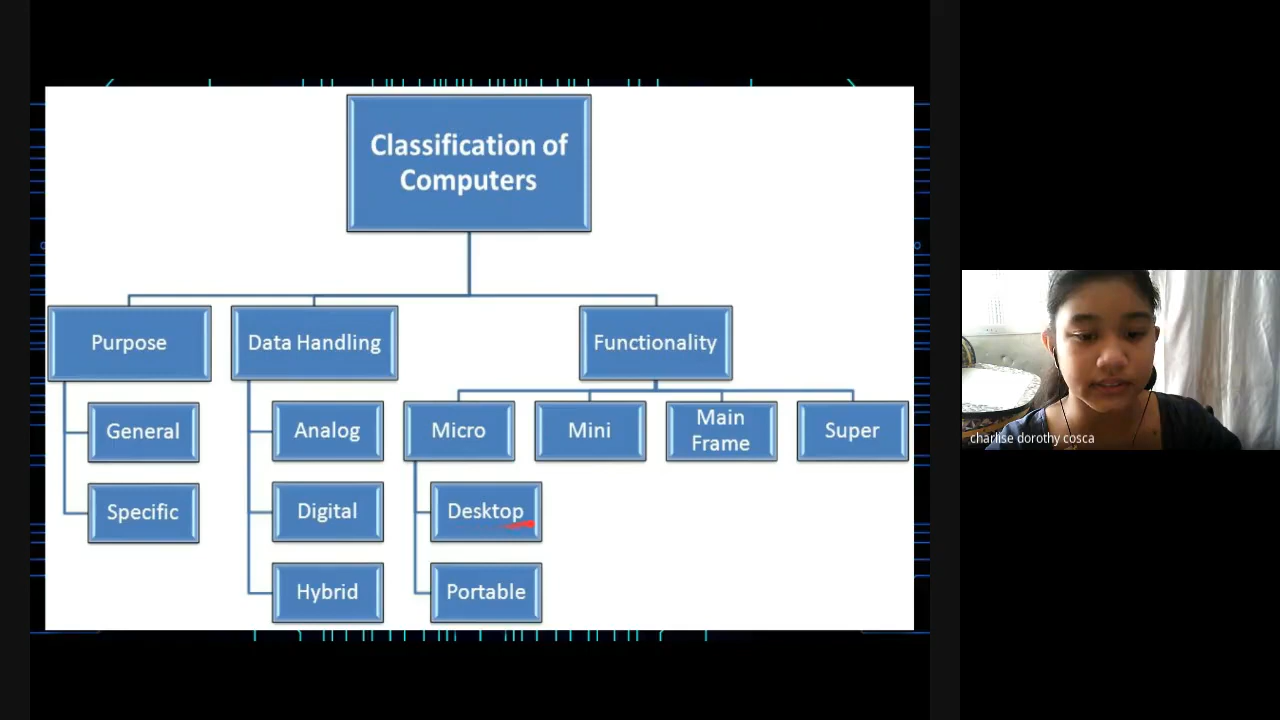 Classification of
Computers
Purpose
Data Handling
Functionality
General
Specific
Analog
Digital
Hybrid
Micro
Mini
Main
Frame
Super
Desktop
Portable
charlise dorothy cosca